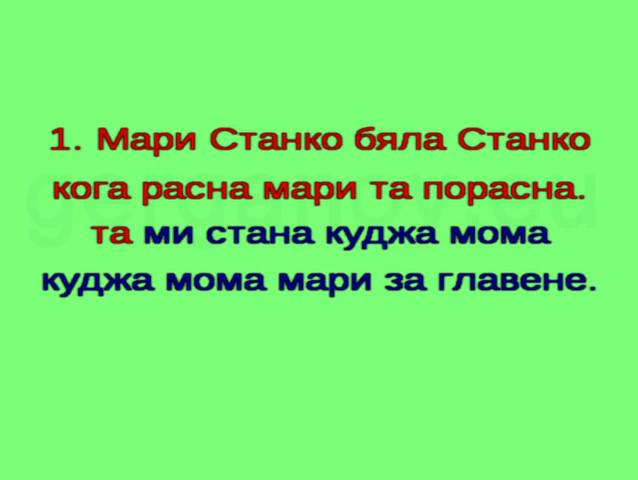 1. Мари Станко бяла Станко
кога расна мари та порасна.
та ми стана куджа мома
куджа мома мари за главене.